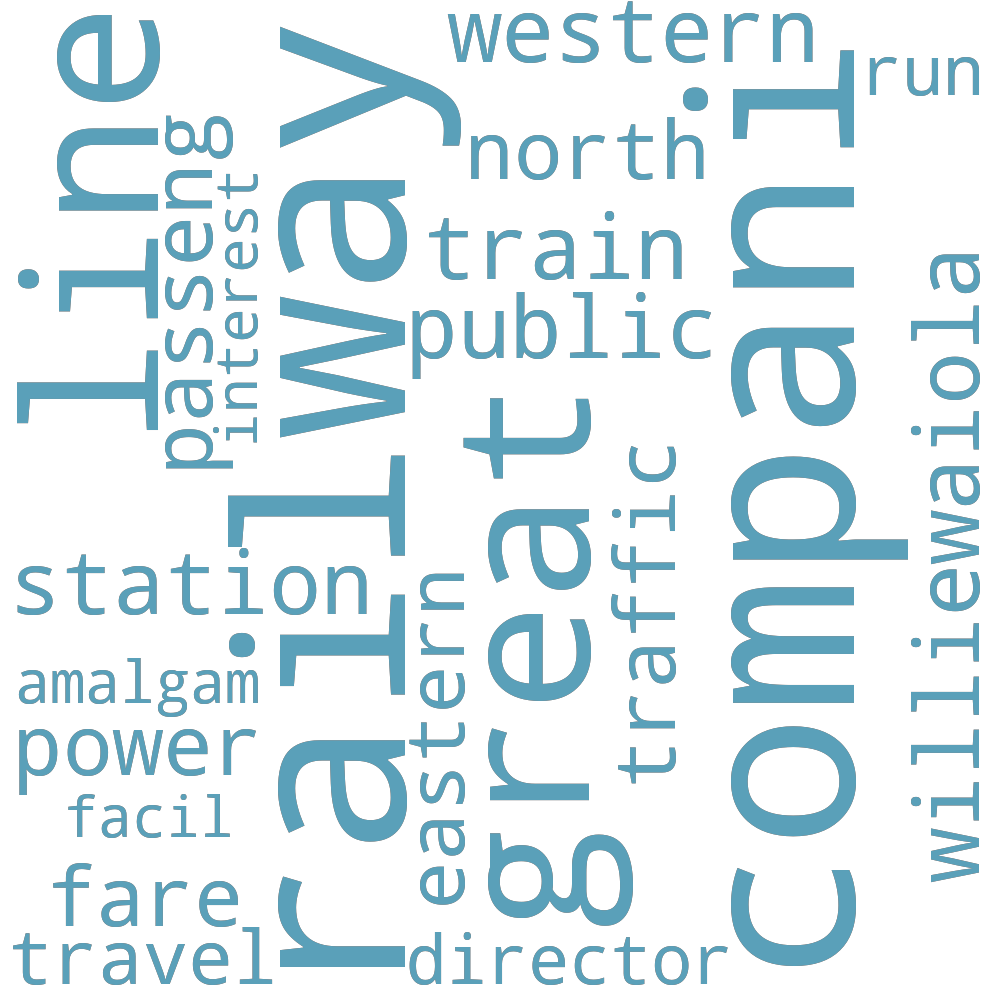 western
run
line
railway
compani
passeng
interest
north
train
public
great
williewaiola
traffic
station
eastern
amalgam
power
facil
fare
travel
director